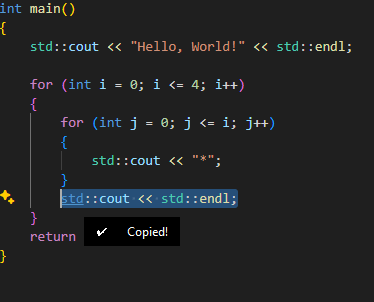 int main()
{
    std::cout << "Hello, World!" << std::endl;

    for (int i = 0; i <= 4; i++)
    {
        for (int j = 0; j <= i; j++)
        {
            std::cout << "*";
        }
        std::cout << std::endl;
    }
    return
✔ Copied!
}